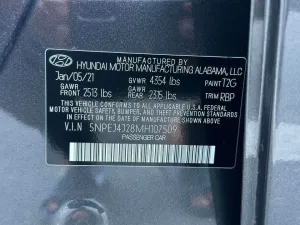 BY
HYUNDAI MOTOR MANUFACTURING ALABAMA, LLC
Jan/05/21 GVWR 4354 lbs PAINT T2G
GAWR FRONT 2513 lbs GAWR REAR 2315 lbs TRIM RBP
THIS VEHICLE CONFORMS TO ALL APPLICABLE U.S. FEDERAL
MOTOR VEHICLE SAFETY, BUMPER, AND THEFT PREVENTION
STANDARDS IN EFFECT ON THE DATE OF MANUFACTURE SHOWN ABOVE.
V.I.N 5NPEJ4J28MH107509
PASSENGER CAR